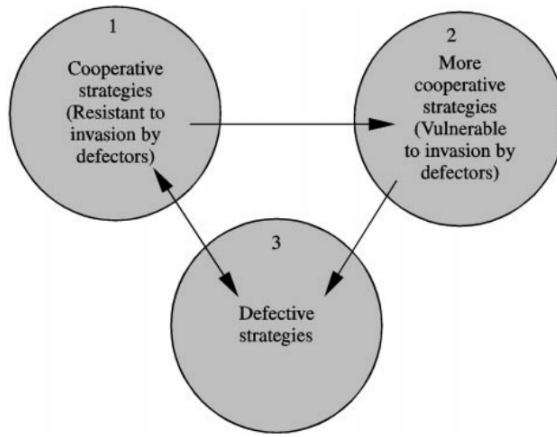 1
Cooperative
strategies
(Resistant to
invasion by
defectors)
2
More
cooperative
strategies
(Vulnerable
to invasion by
defectors)
3
Defective
strategies